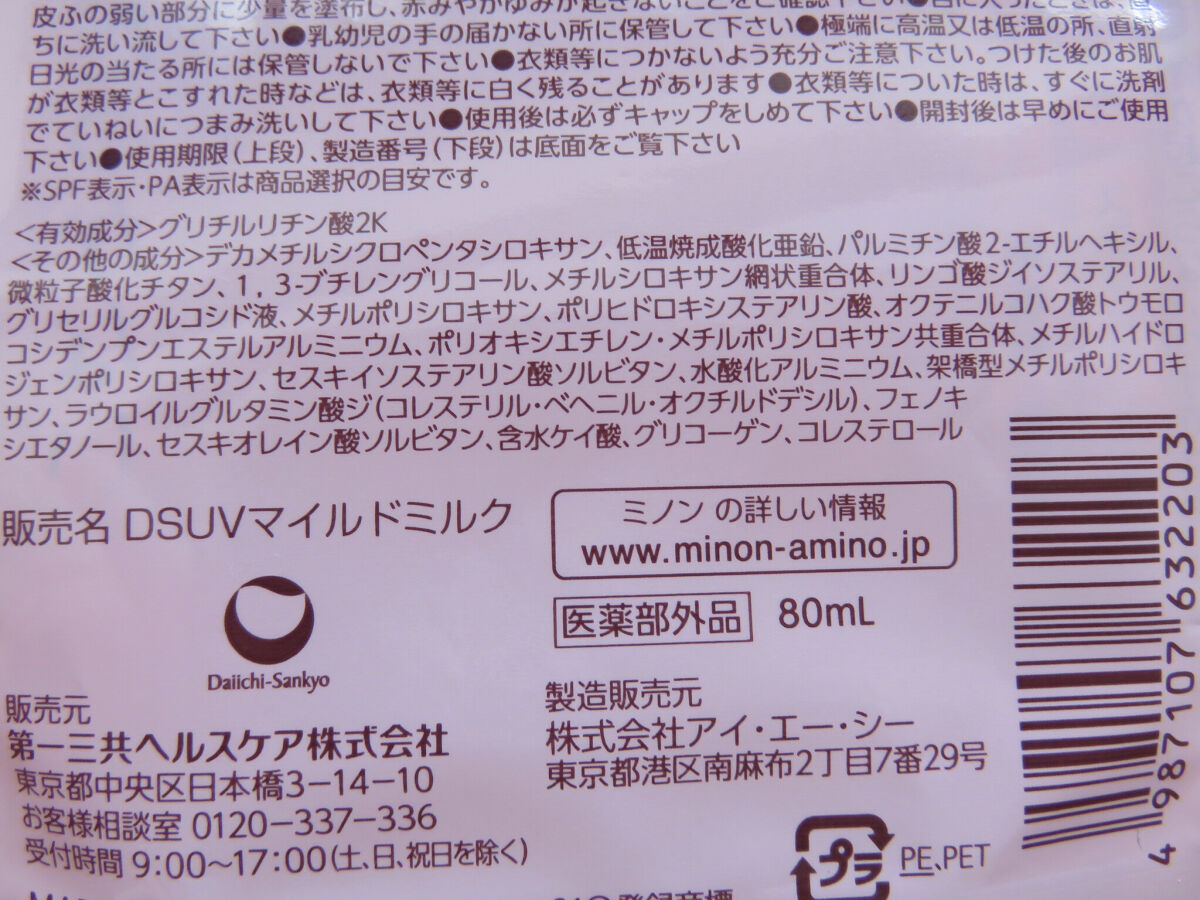 皮ふの弱い部分に少量を塗布し、赤みやかゆみが起きないことをご確認下さい●目に入ったときは、直
ちに洗い流して下さい●乳幼児の手の届かない所に保管して下さい●極端に高温又は低温の所、直射
日光の当たる所には保管しないで下さい●衣類等につかないよう充分ご注意下さい。つけた後のお肌
が衣類等とこすれた時などは、衣類等に白く残ることがあります●衣類等についた時は、すぐに洗剤
でていねいにつまみ洗いして下さい●使用後は必ずキャップをしめて下さい●開封後は早めにご使用
下さい●使用期限(上段)、製造番号(下段)は底面をご覧下さい
※SPF表示・PA表示は商品選択の目安です。
<有効成分>グリチルリチン酸2K
<その他の成分>デカメチルシクロペンタシロキサン、低温焼成酸化亜鉛、パルミチン酸2-エチルヘキシル、
微粒子酸化チタン、1,3-ブチレングリコール、メチルシロキサン網状重合体、リンゴ酸ジイソステアリル、
グリセリルグルコシド液、メチルポリシロキサン、ポリヒドロキシステアリン酸、オクテニルコハク酸トウモロ
コシデンプンエステルアルミニウム、ポリオキシエチレン・メチルポリシロキサン共重合体、メチルハイドロ
ジェンポリシロキサン、セスキイソステアリン酸ソルビタン、水酸化アルミニウム、架橋型メチルポリシロキ
サン、ラウロイルグルタミン酸ジ(コレステリル・ベヘニル・オクチルドデシル)、フェノキ
シエタノール、セスキオレイン酸ソルビタン、含水ケイ酸、グリコーゲン、コレステロール
販売名 DSUVマイルドミルク
ミノン の詳しい情報
www.minon-amino.jp
医薬部外品 80mL
Daiichi-Sankyo
販売元
第一三共ヘルスケア株式会社
東京都中央区日本橋3-14-10
お客様相談室 0120-337-336
受付時間 9:00~17:00(土、日、祝日を除く)
製造販売元
株式会社アイ・エー・シー
東京都港区南麻布2丁目7番29号
プラ PE、PET
4987107632203